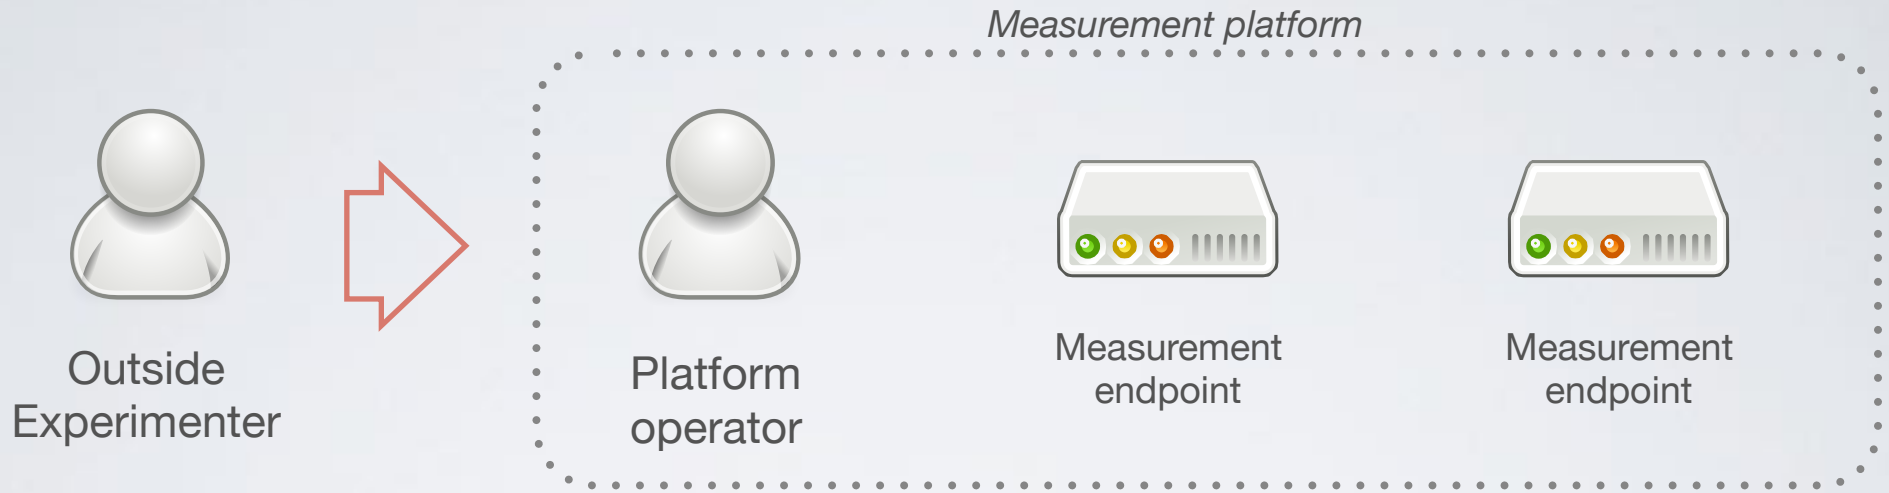 Measurement platform
Outside
Experimenter
Platform
operator
Measurement
endpoint
Measurement
endpoint